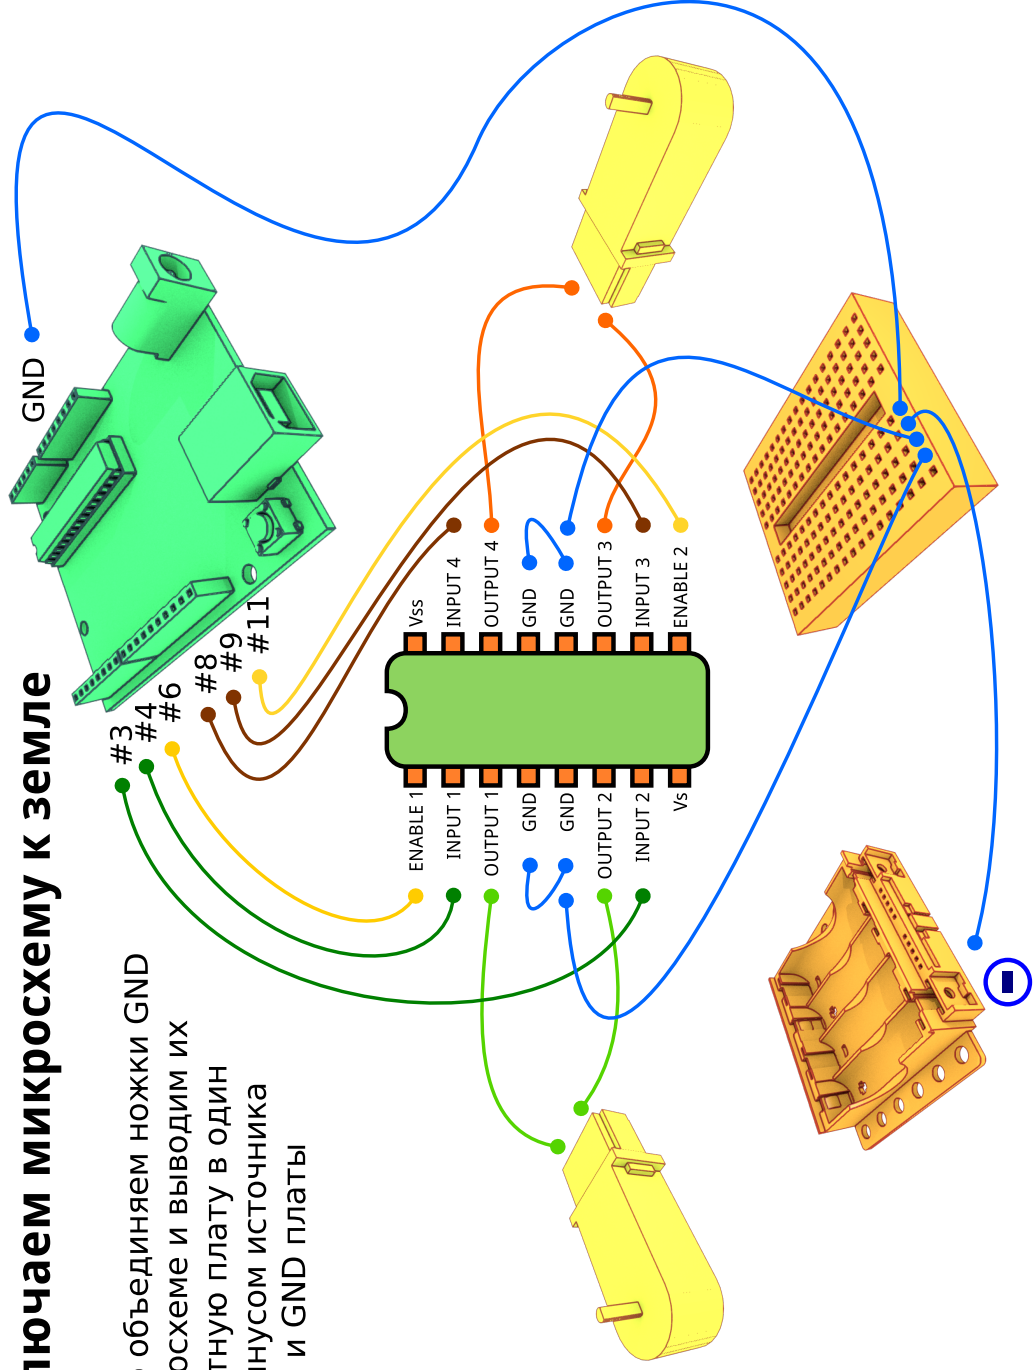 лючаем микросхему к земле
объединяем ножки GND
осхеме и выводим их
тную плату в один
нусом источника
и GND платы
GND
#3
#4
#6
#8
#9
#11
ENABLE 1
INPUT 1
OUTPUT 1
GND
GND
OUTPUT 2
INPUT 2
Vs
Vss
INPUT 4
OUTPUT 4
GND
GND
OUTPUT 3
INPUT 3
ENABLE 2
-